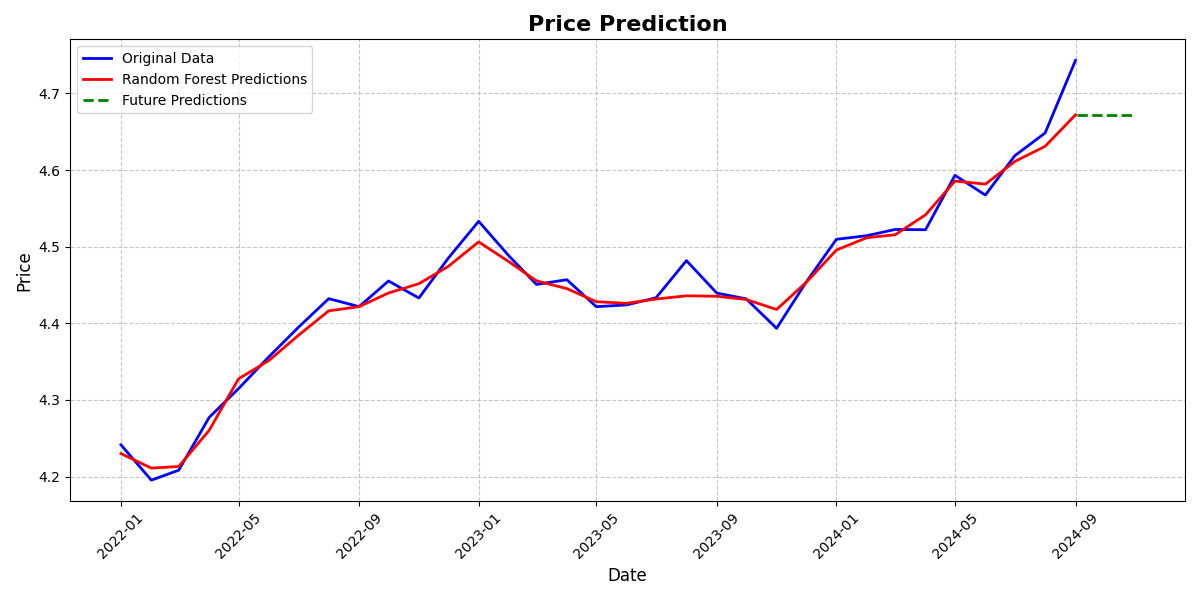 Price Prediction
Original Data
Random Forest Predictions
Future Predictions
Price
4.7
4.6
4.5
4.4
4.3
4.2
2022-01
2022-05
2022-09
2023-01
2023-05
2023-09
2024-01
2024-05
2024-09
Date